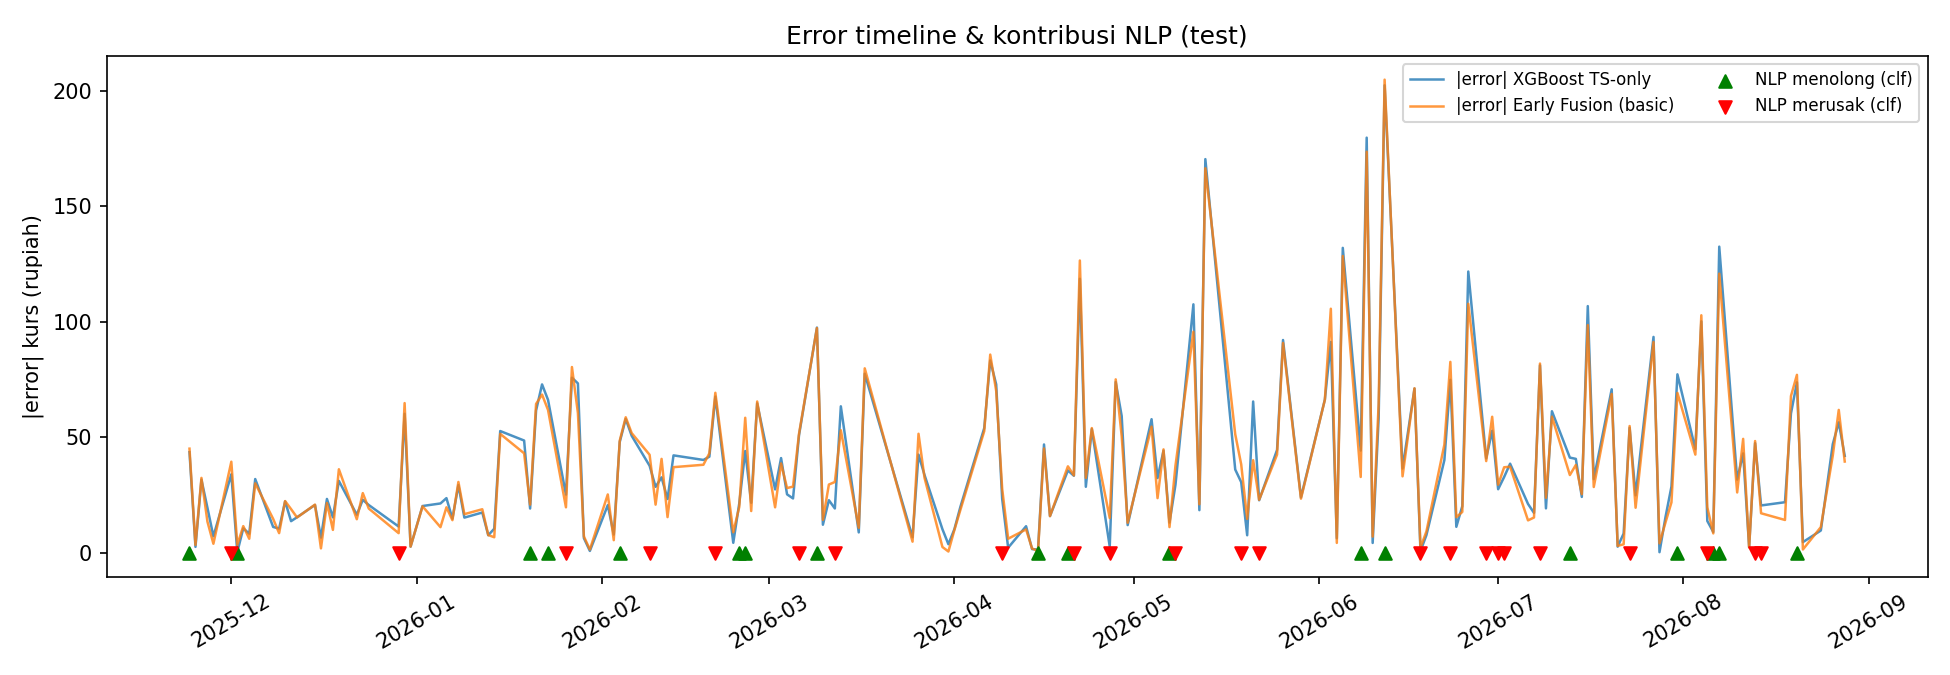 Error timeline & kontribusi NLP (test)
|error| XGBoost TS-only
|error| Early Fusion (basic)
NLP menolong (clf)
NLP merusak (clf)
|error| kurs (rupiah)
200
150
100
50
0
2025-12
2026-01
2026-02
2026-03
2026-04
2026-05
2026-06
2026-07
2026-08
2026-09